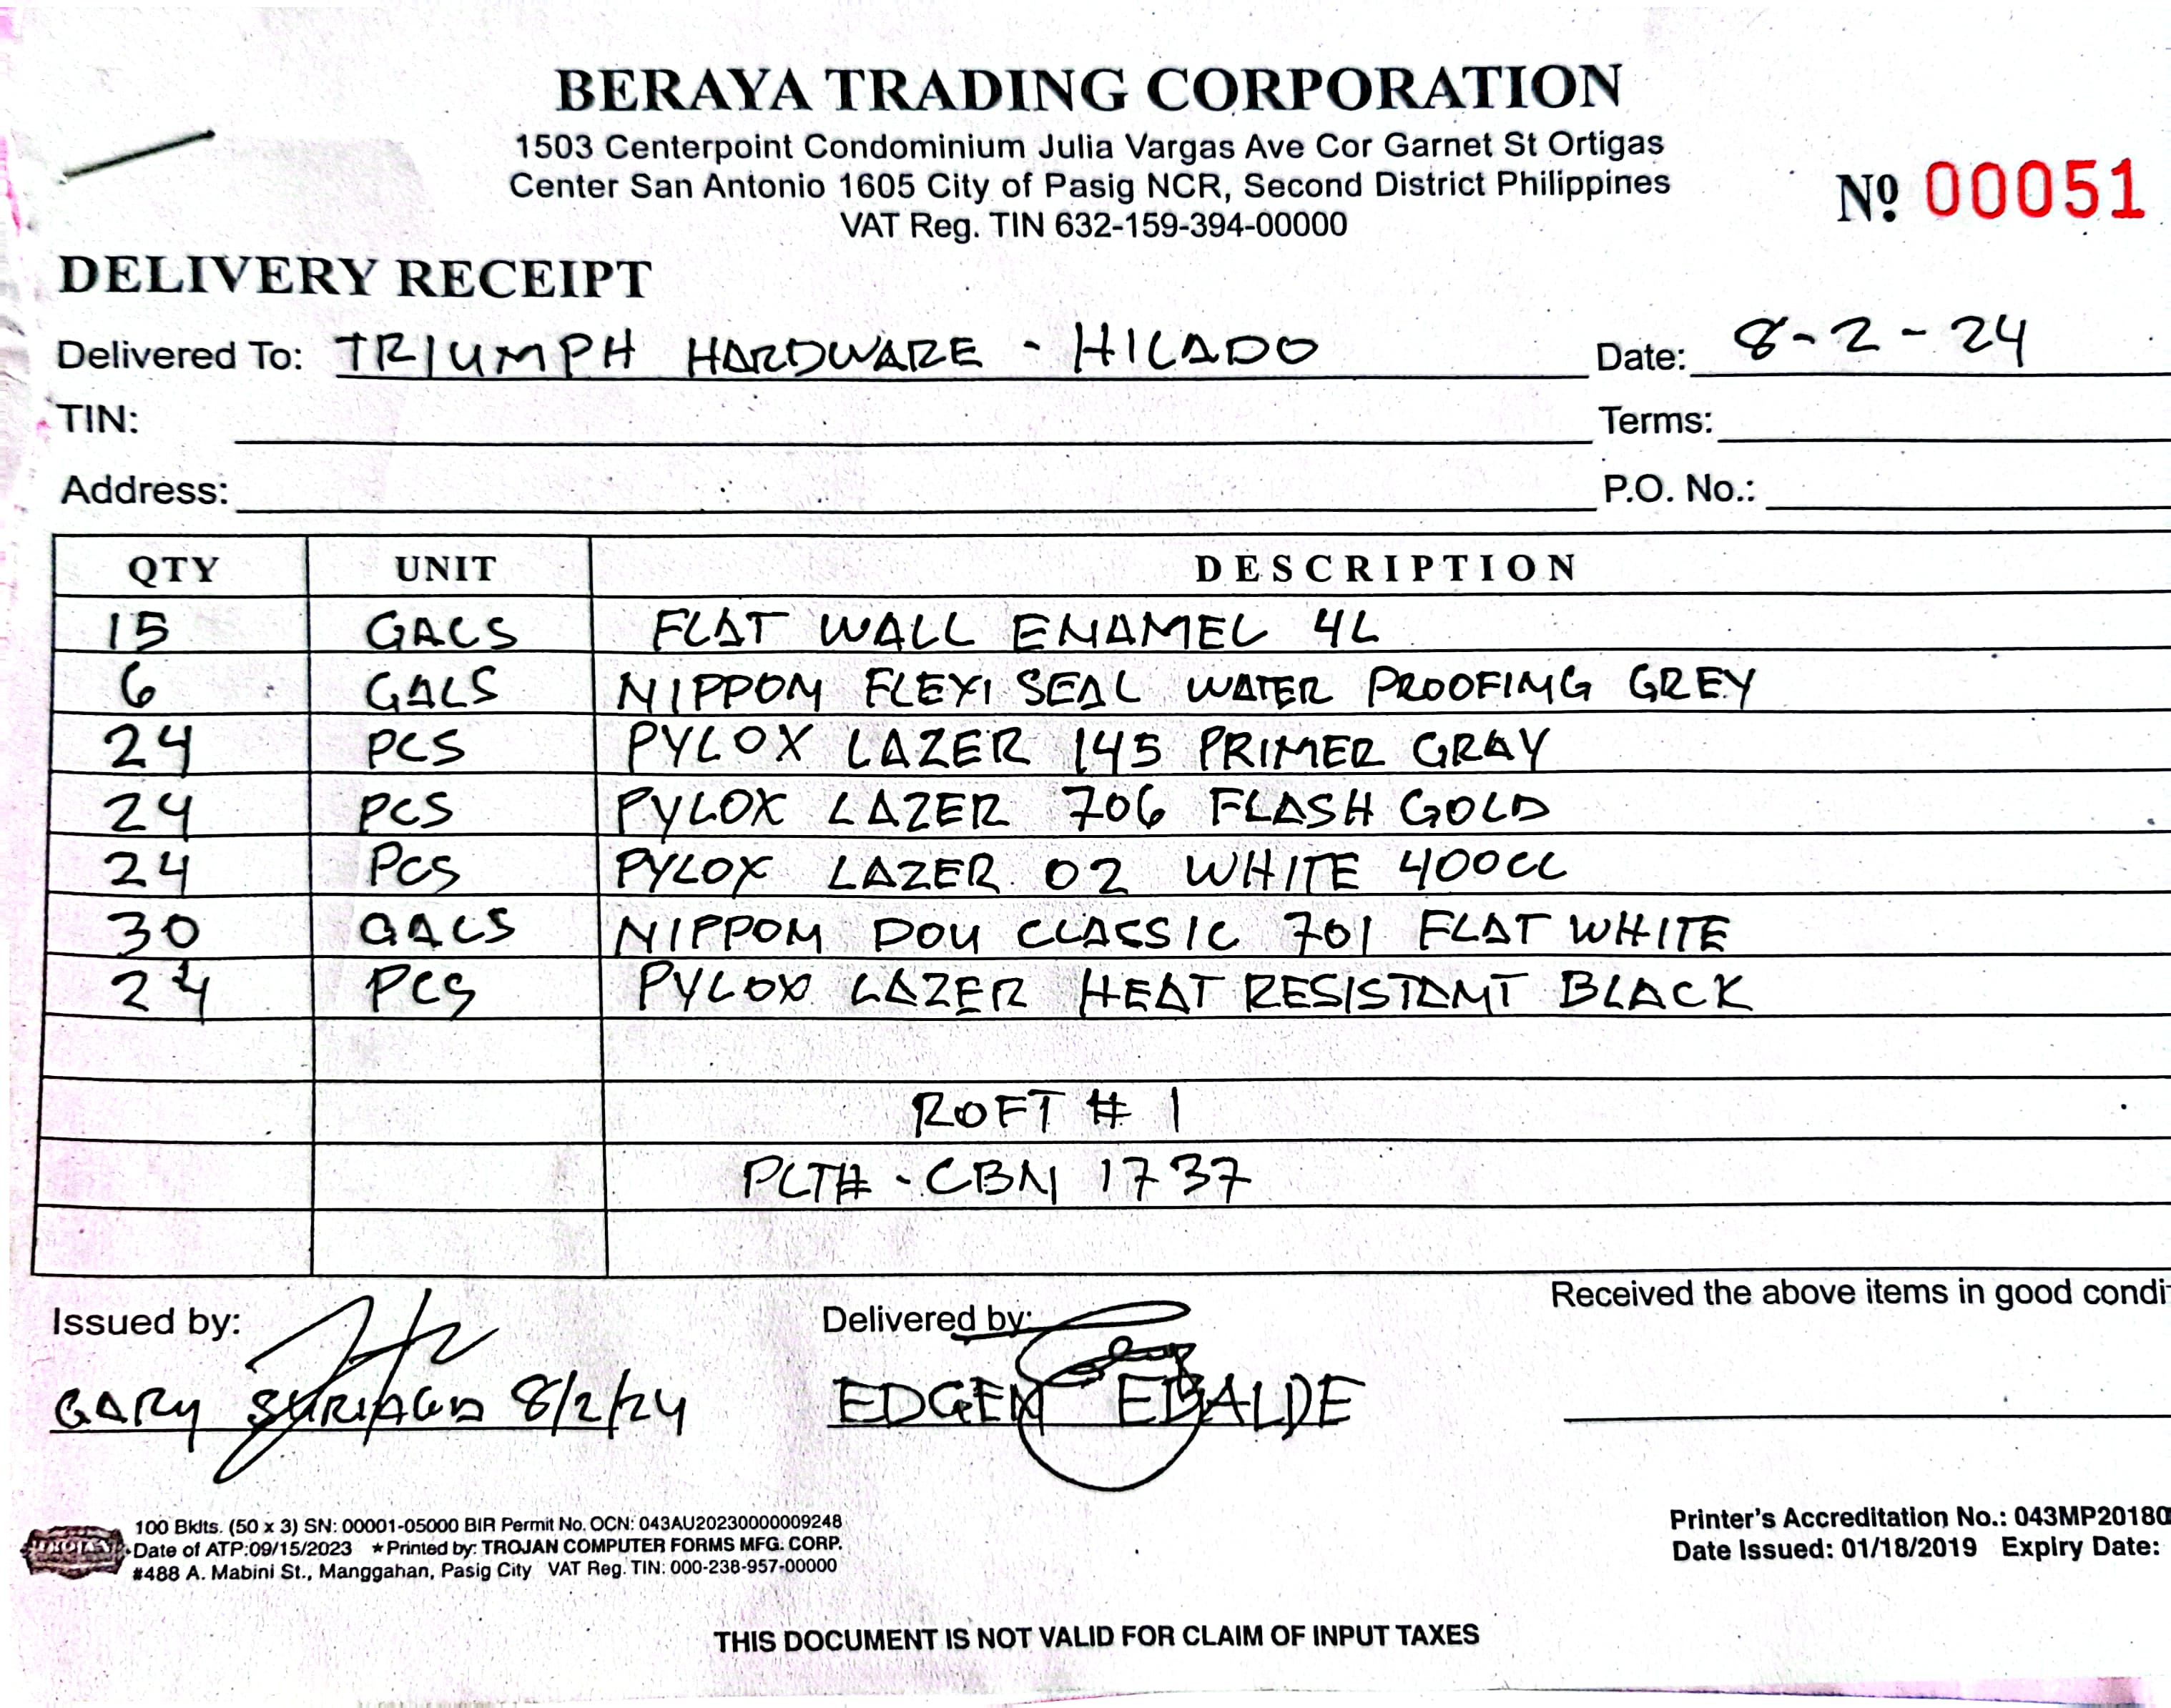 BERAYA TRADING CORPORATION
1503 Centerpoint Condominium Julia Vargas Ave Cor Garnet St Ortigas
Center San Antonio 1605 City of Pasig NCR, Second District Philippines
VAT Reg. TIN 632-159-394-00000
Nº 00051
DELIVERY RECEIPT
Delivered To: TRIUMPH HARDWARE - HILADO Date: 8-2-24
TIN: Terms:
Address: P.O. No.:
QTY UNIT DESCRIPTION
15 GALS FLAT WALL ENAMEL 4L
6 GALS NIPPON FLEXI SEAL WATER PROOFING GREY
24 PCS PYLOX LAZER 145 PRIMER GRAY
24 PCS PYLOX LAZER 706 FLASH GOLD
24 PCS PYLOX LAZER 02 WHITE 400CC
30 GALS NIPPON DOU CLASSIC 701 FLAT WHITE
24 PCS PYLOX LAZER HEAT RESISTANT BLACK
ROFT # 1
PLT# - CBN 1737
Received the above items in good condi
Issued by: Delivered by:
GARY 8/2/24 EDGEN EBALDE
100 Bklts. (50 x 3) SN: 00001-05000 BIR Permit No. OCN: 043AU20230000009248
Date of ATP:09/15/2023 ★Printed by: TROJAN COMPUTER FORMS MFG. CORP.
#488 A. Mabini St., Manggahan, Pasig City VAT Reg. TIN: 000-238-957-00000
TROJAN
Printer's Accreditation No.: 043MP20180
Date Issued: 01/18/2019 Expiry Date:
THIS DOCUMENT IS NOT VALID FOR CLAIM OF INPUT TAXES